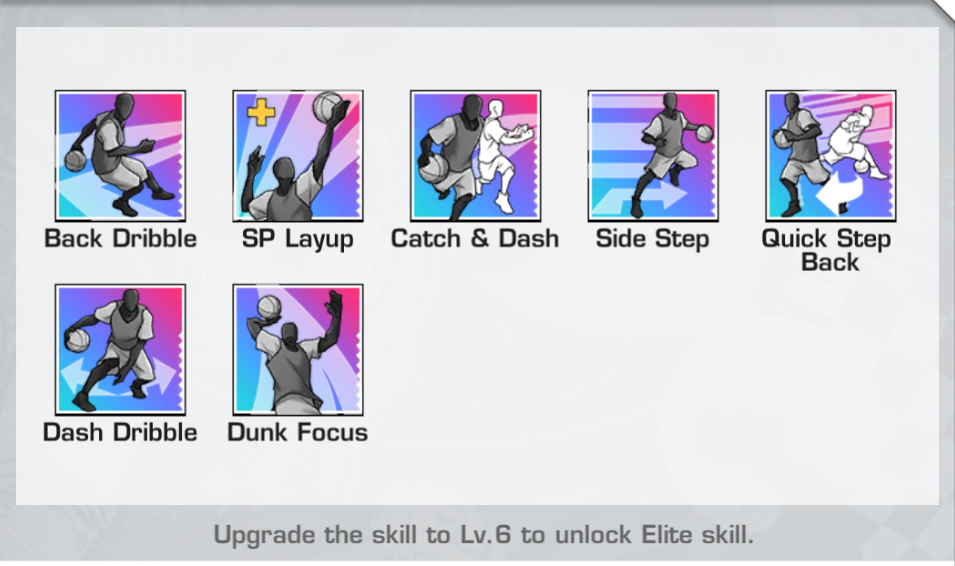 Back Dribble
SP Layup
Catch & Dash
Side Step
Quick Step
Back
Dash Dribble
Dunk Focus
Upgrade the skill to Lv.6 to unlock Elite skill.